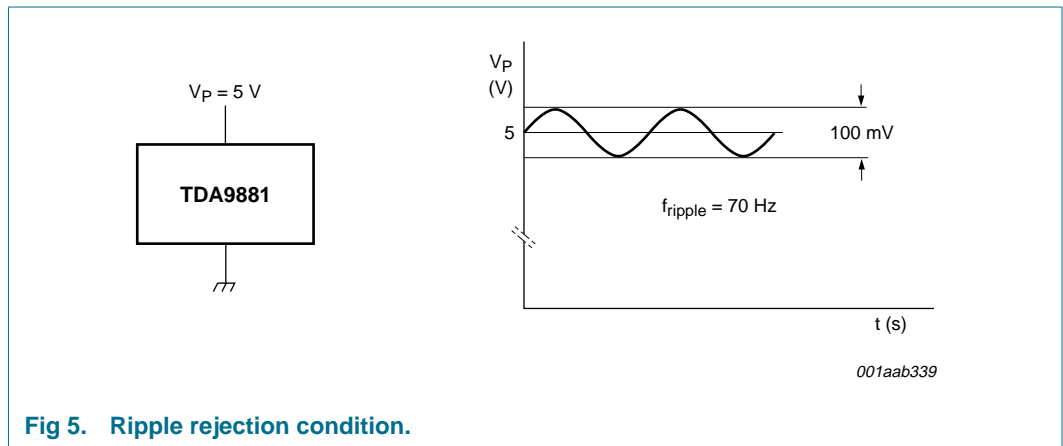 V_P = 5 V
TDA9881
V_P
(V)
5
100 mV
f_ripple = 70 Hz
t (s)
001aab339
Fig 5. Ripple rejection condition.